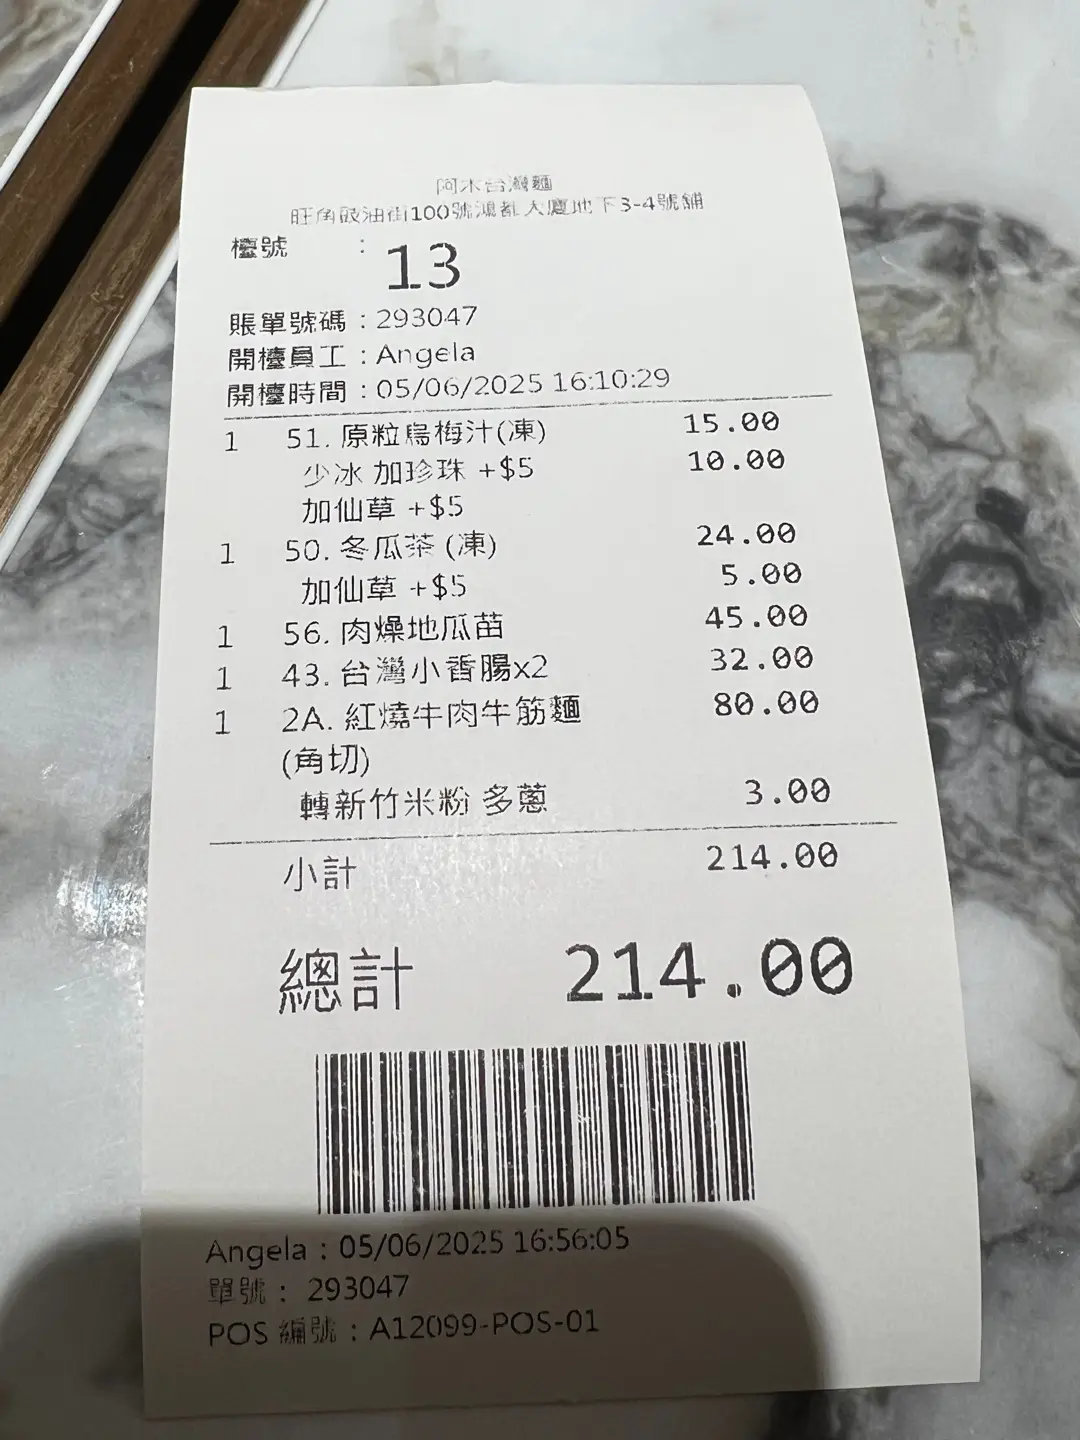 阿木台灣麵
旺角豉油街100號鴻都大廈地下3-4號舖
檯號 : 13
賬單號碼 : 293047
開檯員工 : Angela
開檯時間 : 05/06/2025 16:10:29
1 51. 原粒烏梅汁(凍) 15.00
少冰 加珍珠 +$5 10.00
加仙草 +$5
1 50. 冬瓜茶 (凍) 24.00
加仙草 +$5 5.00
1 56. 肉燥地瓜苗 45.00
1 43. 台灣小香腸x2 32.00
1 2A. 紅燒牛肉牛筋麵 80.00
(角切)
轉新竹米粉 多蔥 3.00
小計 214.00
總計 214.00
Angela : 05/06/2025 16:56:05
單號 : 293047
POS 編號 : A12099-POS-01